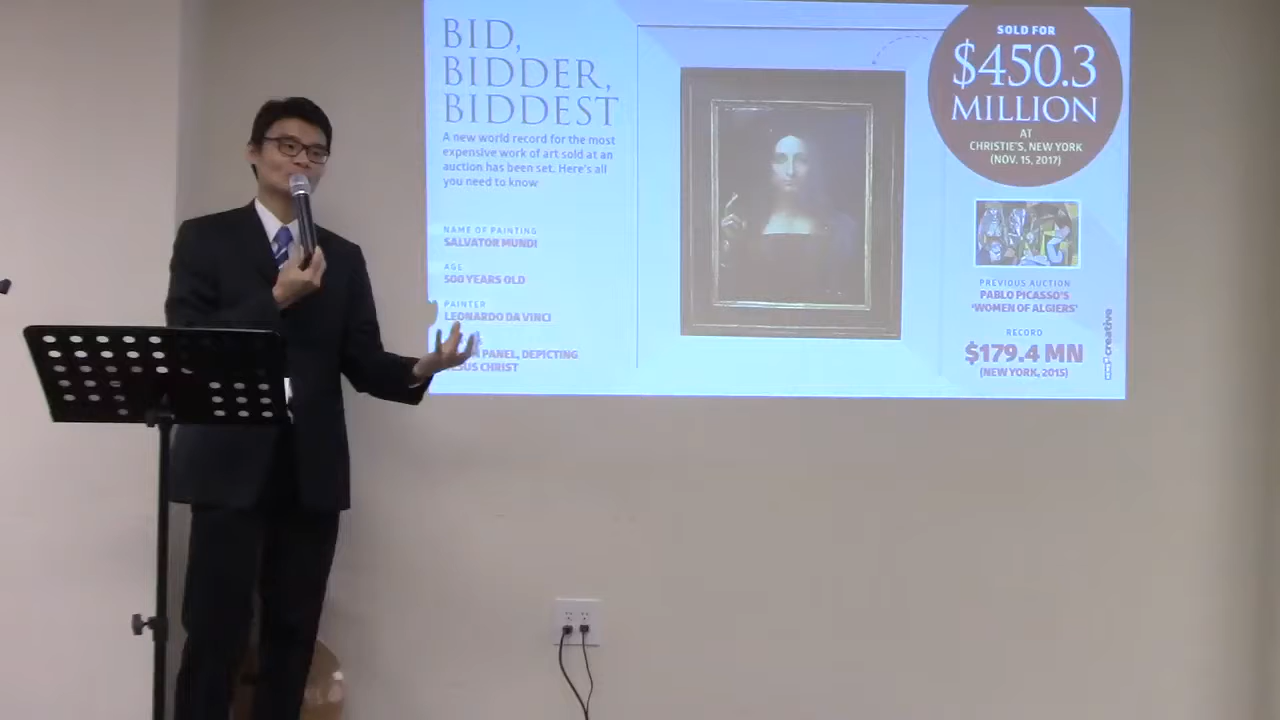 BID,
BIDDER,
BIDDEST
A new world record for the most
expensive work of art sold at an
auction has been set. Here's all
you need to know
NAME OF PAINTING
SALVATOR MUNDI
AGE
500 YEARS OLD
PAINTER
LEONARDO DA VINCI
PANEL, DEPICTING
JESUS CHRIST
SOLD FOR
$450.3
MILLION
AT
CHRISTIE'S, NEW YORK
(NOV. 15, 2017)
PREVIOUS AUCTION
PABLO PICASSO'S
'WOMEN OF ALGIERS'
RECORD
$179.4 MN
(NEW YORK, 2015)
creative